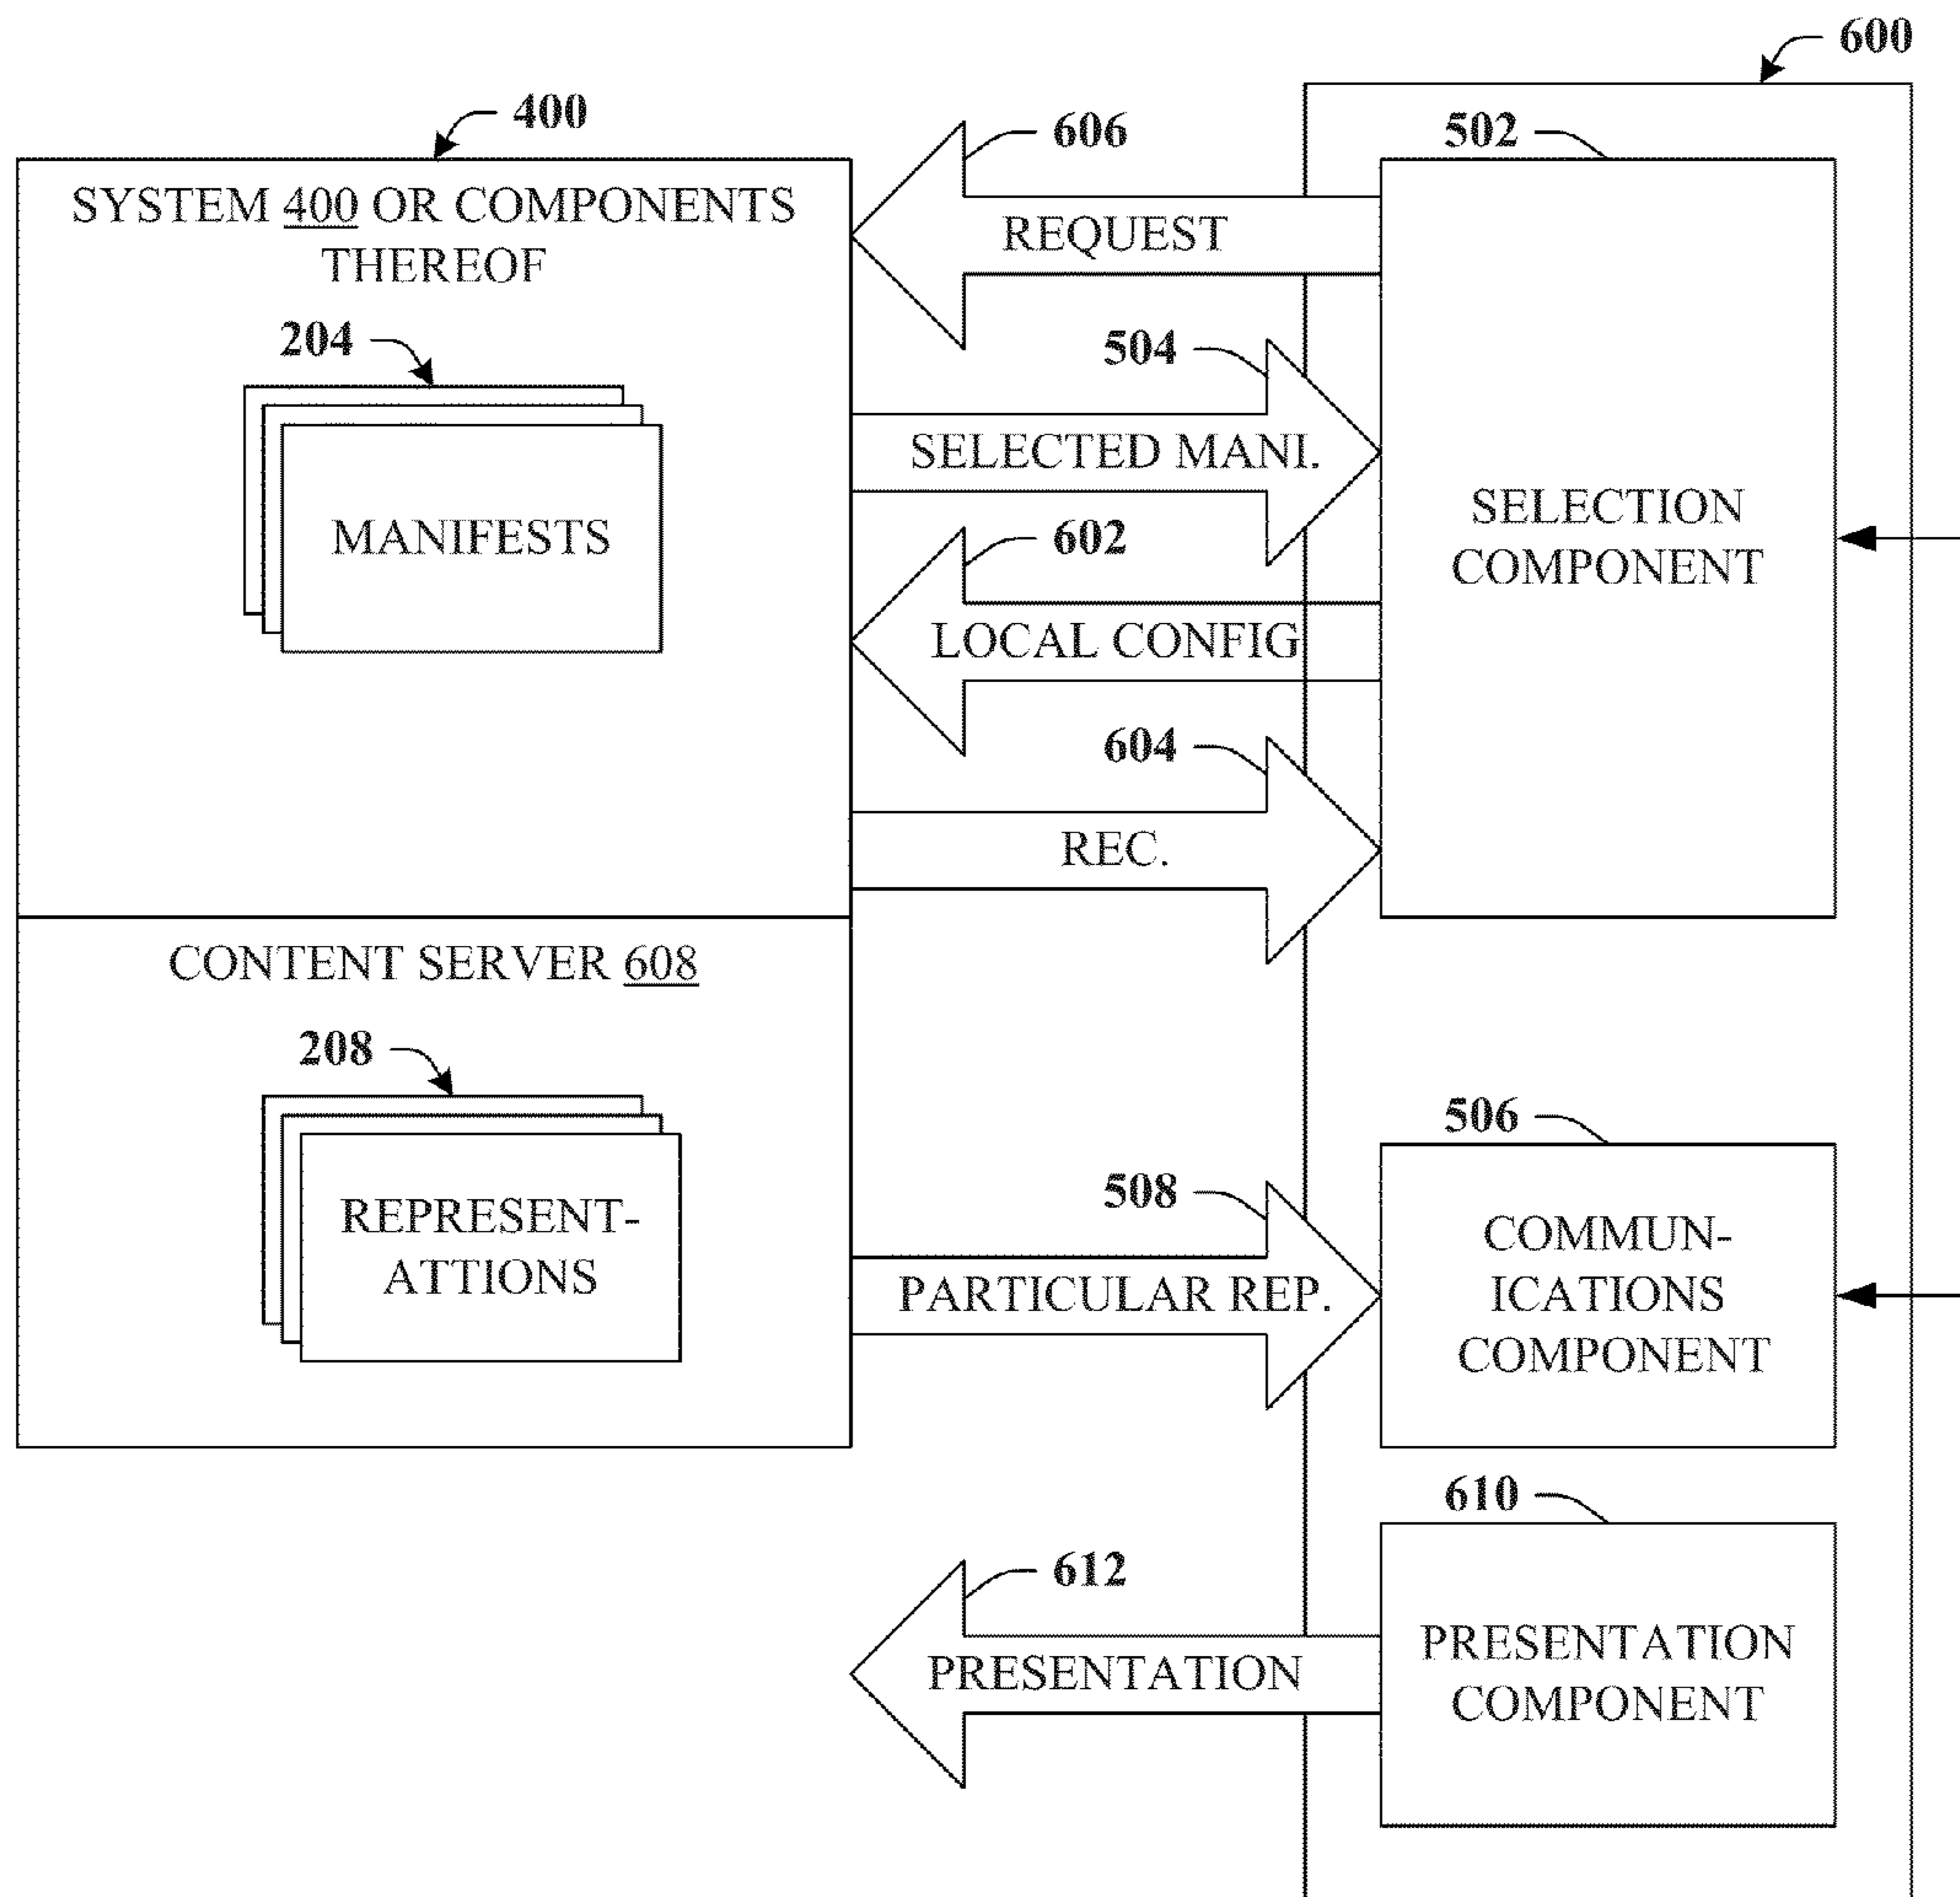 600
400
606
502
SYSTEM 400 OR COMPONENTS
THEREOF
REQUEST
204
504
SELECTED MANI.
MANIFESTS
SELECTION
COMPONENT
602
LOCAL CONFIG
604
REC.
CONTENT SERVER 608
208
506
REPRESENT-
ATTIONS
508
PARTICULAR REP.
COMMUN-
ICATIONS
COMPONENT
610
612
PRESENTATION
PRESENTATION
COMPONENT